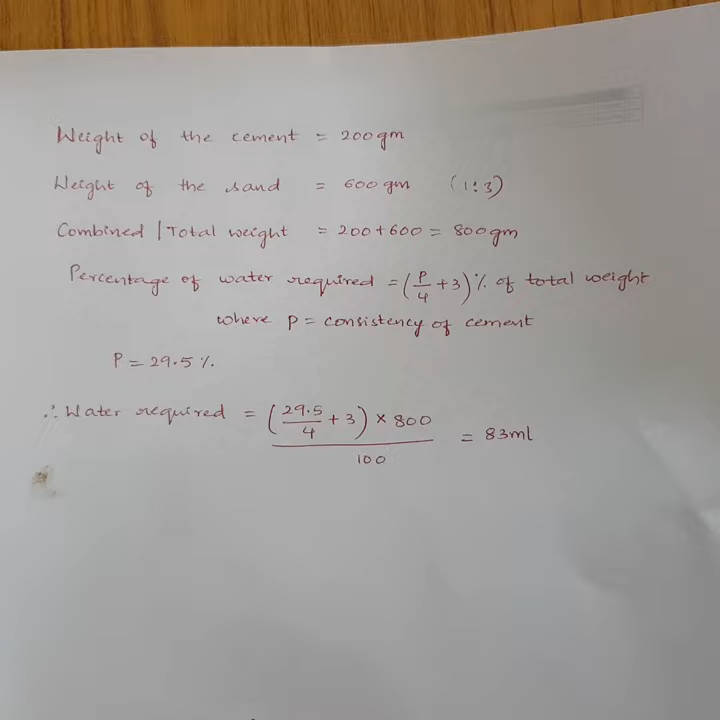 Weight of the cement = 200gm
Weight of the sand = 600 gm (1:3)
Combined / Total weight = 200+600 = 800gm
Percentage of water required = (P/4 + 3) % of total weight
where P = consistency of cement
P = 29.5 %.
∴ Water required = (29.5/4 + 3) × 800 / 100 = 83ml